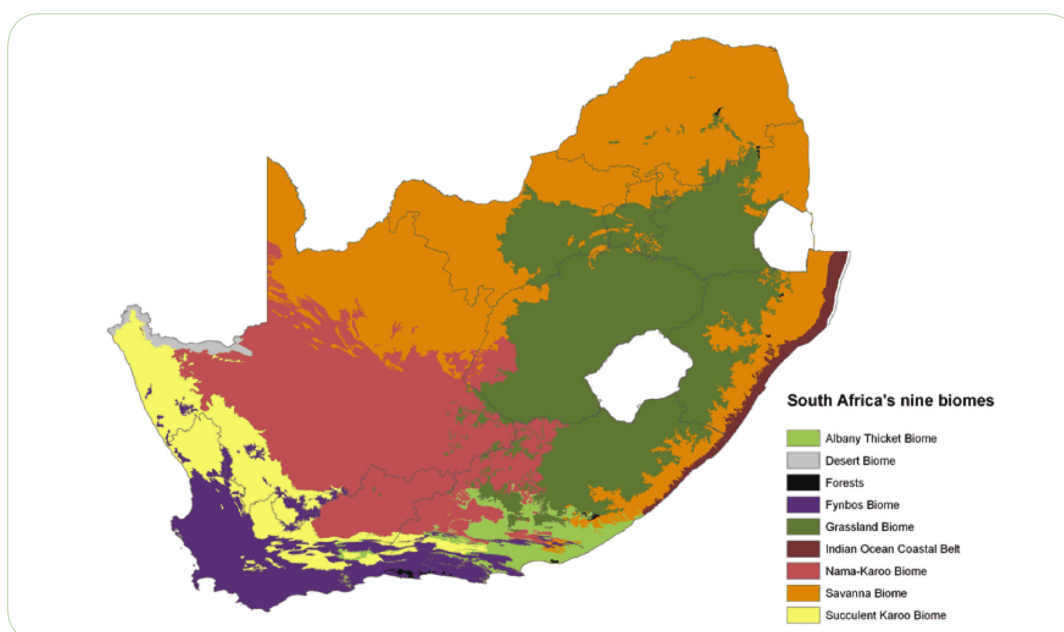 South Africa's nine biomes
Albany Thicket Biome
Desert Biome
Forests
Fynbos Biome
Grassland Biome
Indian Ocean Coastal Belt
Nama-Karoo Biome
Savanna Biome
Succulent Karoo Biome